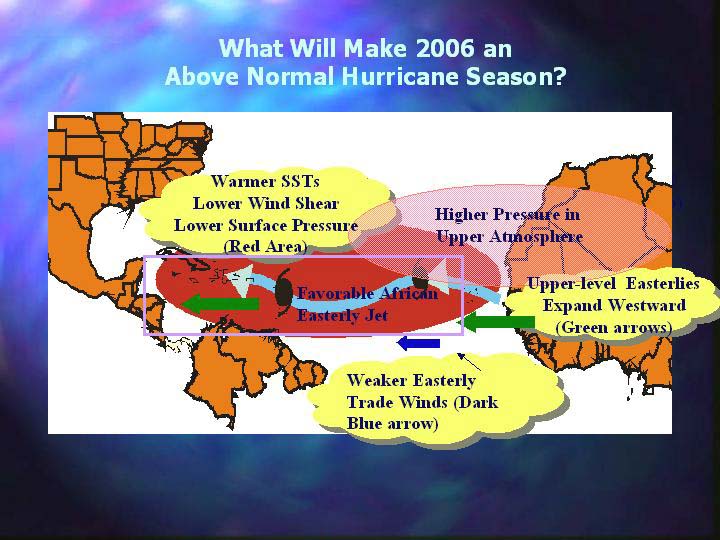 What Will Make 2006 an
Above Normal Hurricane Season?
Warmer SSTs
Lower Wind Shear
Lower Surface Pressure
(Red Area)
Higher Pressure in
Upper Atmosphere
Upper-level Easterlies
Expand Westward
(Green arrows)
Favorable African
Easterly Jet
Weaker Easterly
Trade Winds (Dark
Blue arrow)